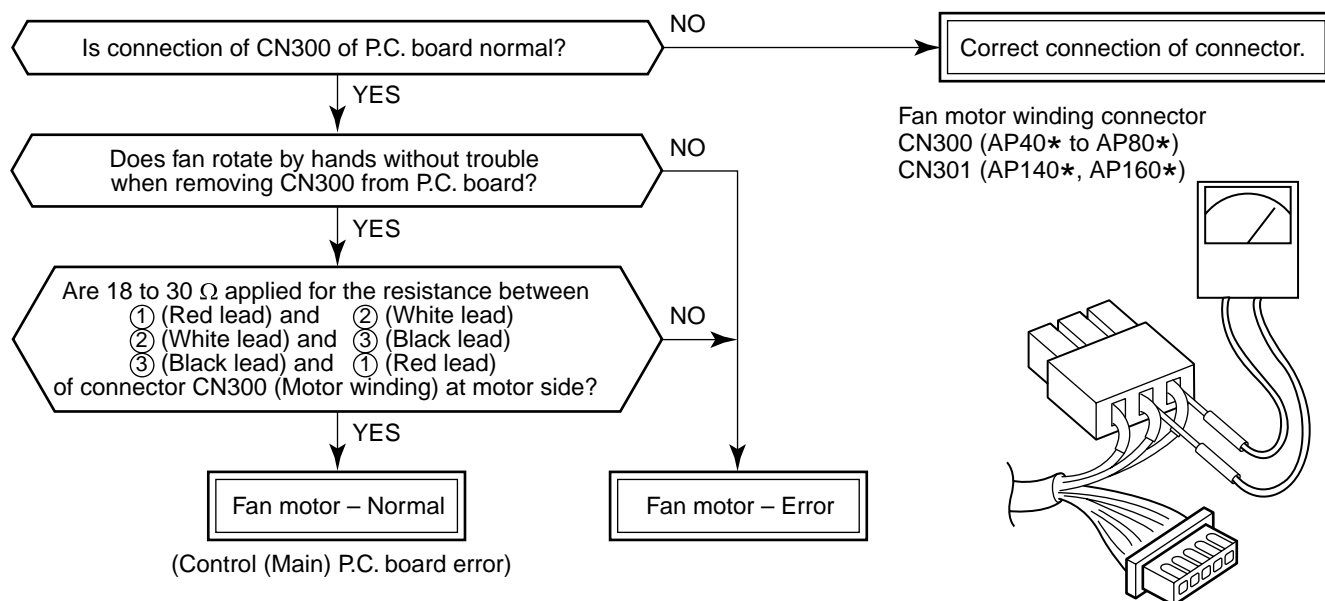 Is connection of CN300 of P.C. board normal?
NO
Correct connection of connector.
YES
Fan motor winding connector
CN300 (AP40* to AP80*)
CN301 (AP140*, AP160*)
Does fan rotate by hands without trouble
when removing CN300 from P.C. board?
NO
YES
Are 18 to 30 Ω applied for the resistance between
① (Red lead) and ② (White lead)
② (White lead) and ③ (Black lead)
③ (Black lead) and ① (Red lead)
of connector CN300 (Motor winding) at motor side?
NO
YES
Fan motor – Normal
Fan motor – Error
(Control (Main) P.C. board error)